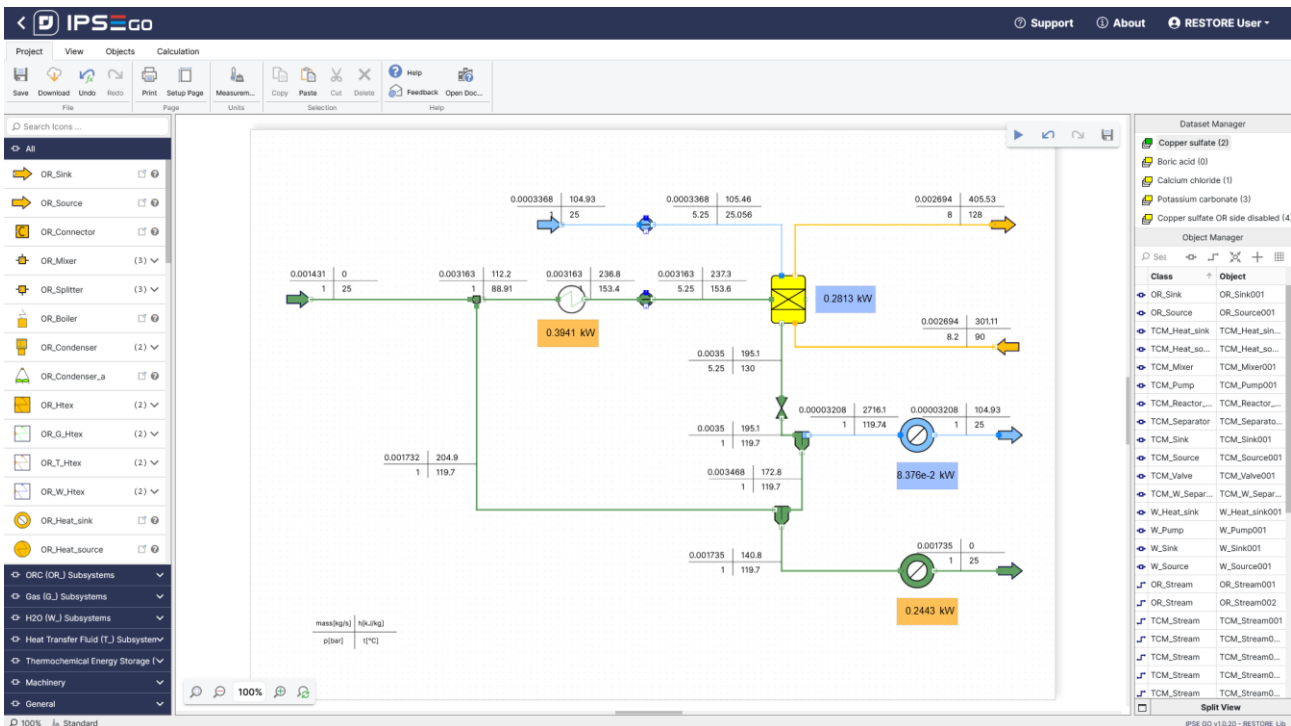 IPSE GO
Support
About
RESTORE User
Project
View
Objects
Calculation
Save
Download
Undo
Redo
Print
Setup Page
Measurem...
Copy
Paste
Cut
Delete
Help
Feedback
Open Doc...
File
Page
Units
Selection
Help
Search Icons ...
All
OR_Sink
OR_Source
OR_Connector
OR_Mixer (3)
OR_Splitter (3)
OR_Boiler
OR_Condenser (2)
OR_Condenser_a
OR_Htex (2)
OR_G_Htex (2)
OR_T_Htex (2)
OR_W_Htex (2)
OR_Heat_sink
OR_Heat_source
ORC (OR_) Subsystems
Gas (G_) Subsystems
H2O (W_) Subsystems
Heat Transfer Fluid (T_) Subsystem
Thermochemical Energy Storage (
Machinery
General
100% Standard
0.0003368 104.93
1 25
0.0003368 105.46
5.25 25.056
0.002694 405.53
8 128
0.001431 0
1 25
0.003163 112.2
1 88.91
0.003163 236.8
1 153.4
0.003163 237.3
5.25 153.6
0.2813 kW
0.3941 kW
0.002694 301.11
8.2 90
0.0035 195.1
5.25 130
0.00003208 2716.1
1 119.74
0.00003208 104.93
1 25
0.0035 195.1
1 119.7
0.001732 204.9
1 119.7
0.003468 172.8
1 119.7
8.376e-2 kW
0.001735 140.8
1 119.7
0.001735 0
1 25
0.2443 kW
mass[kg/s] h[kJ/kg]
p[bar] t[°C]
100%
Dataset Manager
Copper sulfate (2)
Boric acid (0)
Calcium chloride (1)
Potassium carbonate (3)
Copper sulfate OR side disabled (4
Object Manager
Sea
Class Object
OR_Sink OR_Sink001
OR_Source OR_Source001
TCM_Heat_sink TCM_Heat_sin...
TCM_Heat_so... TCM_Heat_so...
TCM_Mixer TCM_Mixer001
TCM_Pump TCM_Pump001
TCM_Reactor_... TCM_Reactor_...
TCM_Separator TCM_Separato...
TCM_Sink TCM_Sink001
TCM_Source TCM_Source001
TCM_Valve TCM_Valve001
TCM_W_Separ... TCM_W_Separ...
W_Heat_sink W_Heat_sink001
W_Pump W_Pump001
W_Sink W_Sink001
W_Source W_Source001
OR_Stream OR_Stream001
OR_Stream OR_Stream002
TCM_Stream TCM_Stream001
TCM_Stream TCM_Stream0...
TCM_Stream TCM_Stream0...
TCM_Stream TCM_Stream0...
TCM_Stream TCM_Stream0...
Split View
IPSE GO v1.0.20 - RESTORE_Lib